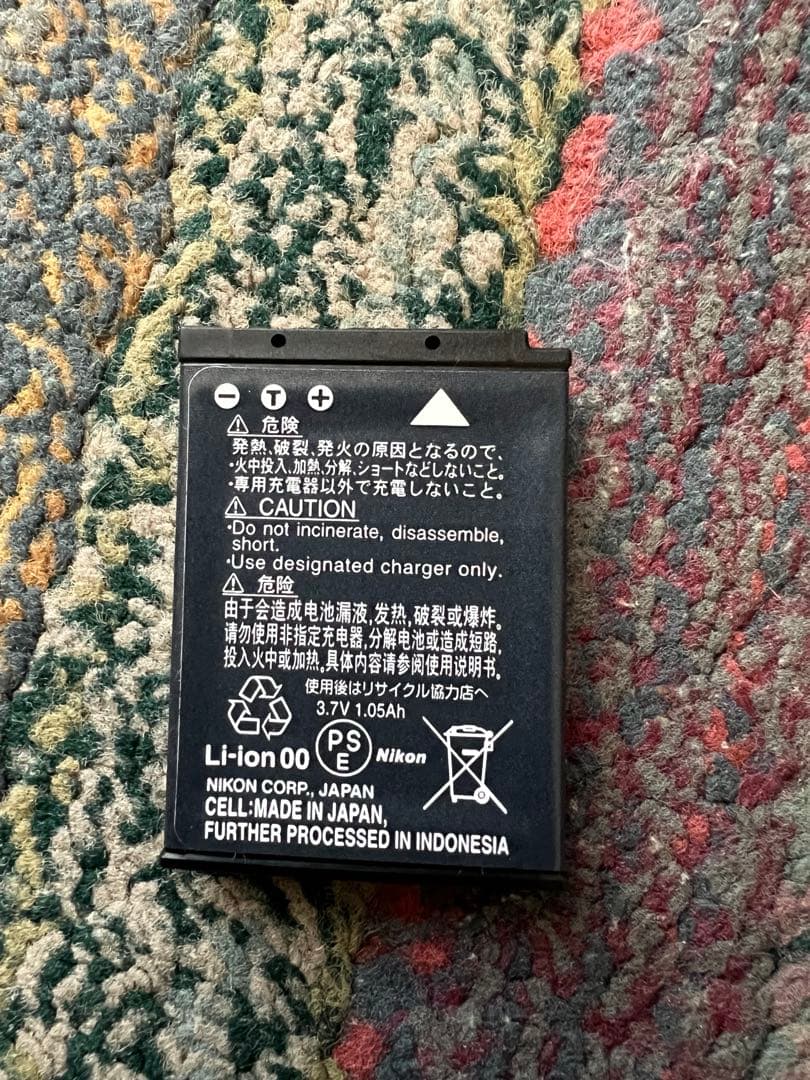 − T +
⚠ 危険
発熱、破裂、発火の原因となるので、
・火中投入、加熱、分解、ショートなどしないこと。
・専用充電器以外で充電しないこと。
⚠ CAUTION
・Do not incinerate, disassemble,
short.
・Use designated charger only.
⚠ 危险
由于会造成电池漏液,发热,破裂或爆炸。
请勿使用非指定充电器,分解电池或造成短路,
投入火中或加热。具体内容请参阅使用说明书。
使用後はリサイクル協力店へ
3.7V 1.05Ah
Li-ion 00 PSE Nikon
NIKON CORP., JAPAN
CELL:MADE IN JAPAN,
FURTHER PROCESSED IN INDONESIA